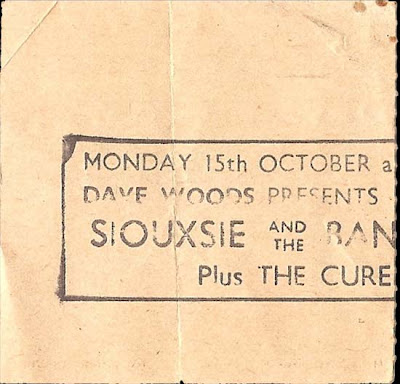 MONDAY 15th OCTOBER a
DAVE WOODS PRESENTS
SIOUXSIE AND THE BAN
Plus THE CURE